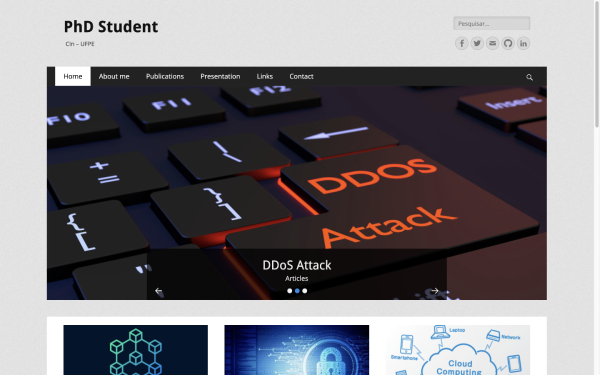 PhD Student
CIn – UFPE
Pesquisar...
Home About me Publications Presentation Links Contact
F10 F11 F12
Insert
+
=
|
\
}
]
{
[
DDOS
Attack
DDoS Attack
Articles
Laptop
Smartphone
Network
Cloud
Computing